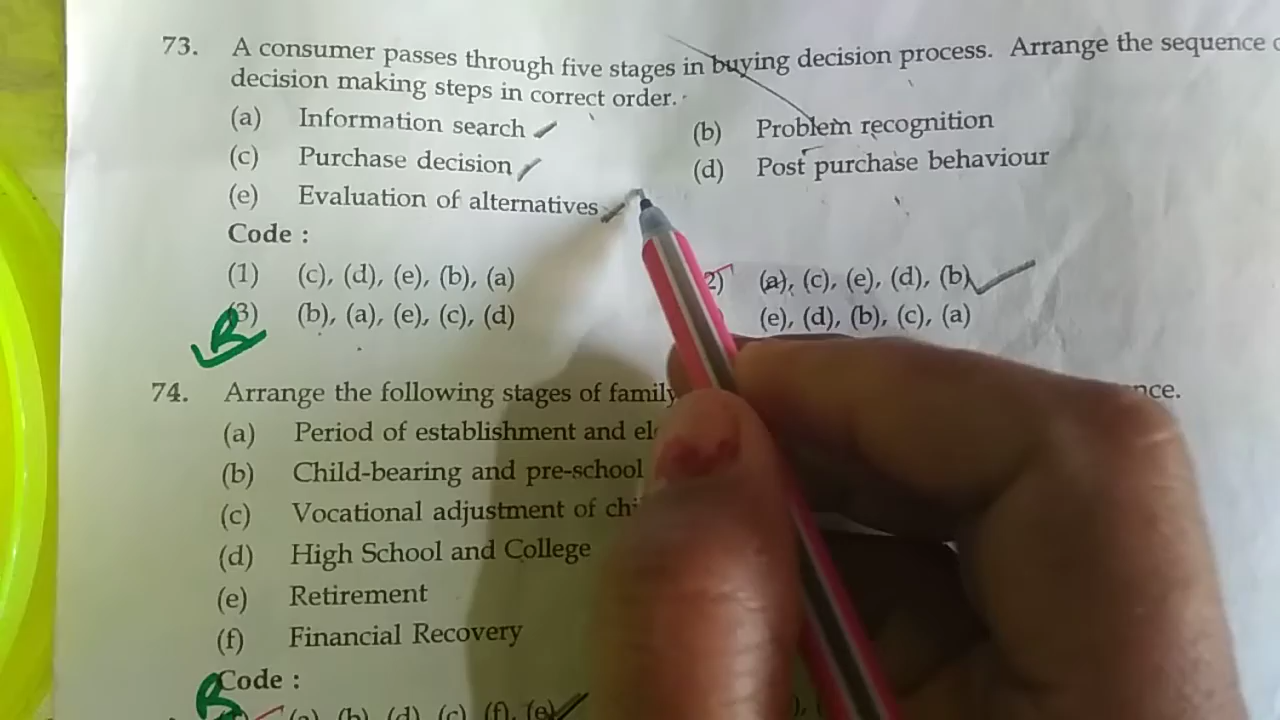 73. A consumer passes through five stages in buying decision process. Arrange the sequence
decision making steps in correct order.
(a) Information search (b) Problem recognition
(c) Purchase decision (d) Post purchase behaviour
(e) Evaluation of alternatives
Code :
(1) (c), (d), (e), (b), (a) 2) (a), (c), (e), (d), (b)
(3) (b), (a), (e), (c), (d) (e), (d), (b), (c), (a)
74. Arrange the following stages of family
(a) Period of establishment and
(b) Child-bearing and pre-school
(c) Vocational adjustment of
(d) High School and College
(e) Retirement
(f) Financial Recovery
Code :
(a), (b), (d), (c), (f), (e)